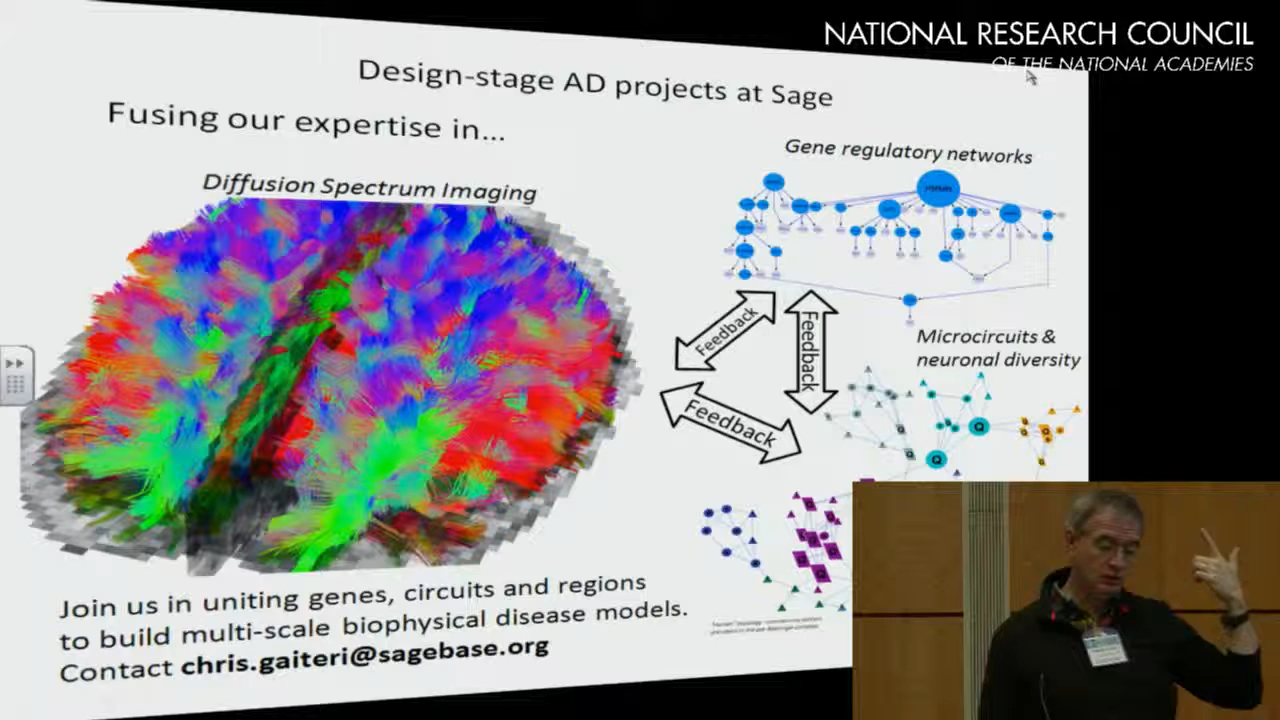 NATIONAL RESEARCH COUNCIL
OF THE NATIONAL ACADEMIES
Design-stage AD projects at Sage
Fusing our expertise in...
Diffusion Spectrum Imaging
Gene regulatory networks
Feedback
Feedback
Feedback
Microcircuits &
neuronal diversity
Q
Q
Q
Q
Join us in uniting genes, circuits and regions
to build multi-scale biophysical disease models.
Contact chris.gaiteri@sagebase.org